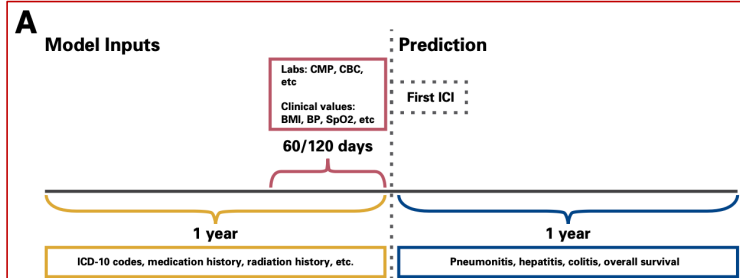 A
Model Inputs
Prediction
Labs: CMP, CBC,
etc
Clinical values:
BMI, BP, SpO2, etc
First ICI
60/120 days
1 year
1 year
ICD-10 codes, medication history, radiation history, etc.
Pneumonitis, hepatitis, colitis, overall survival